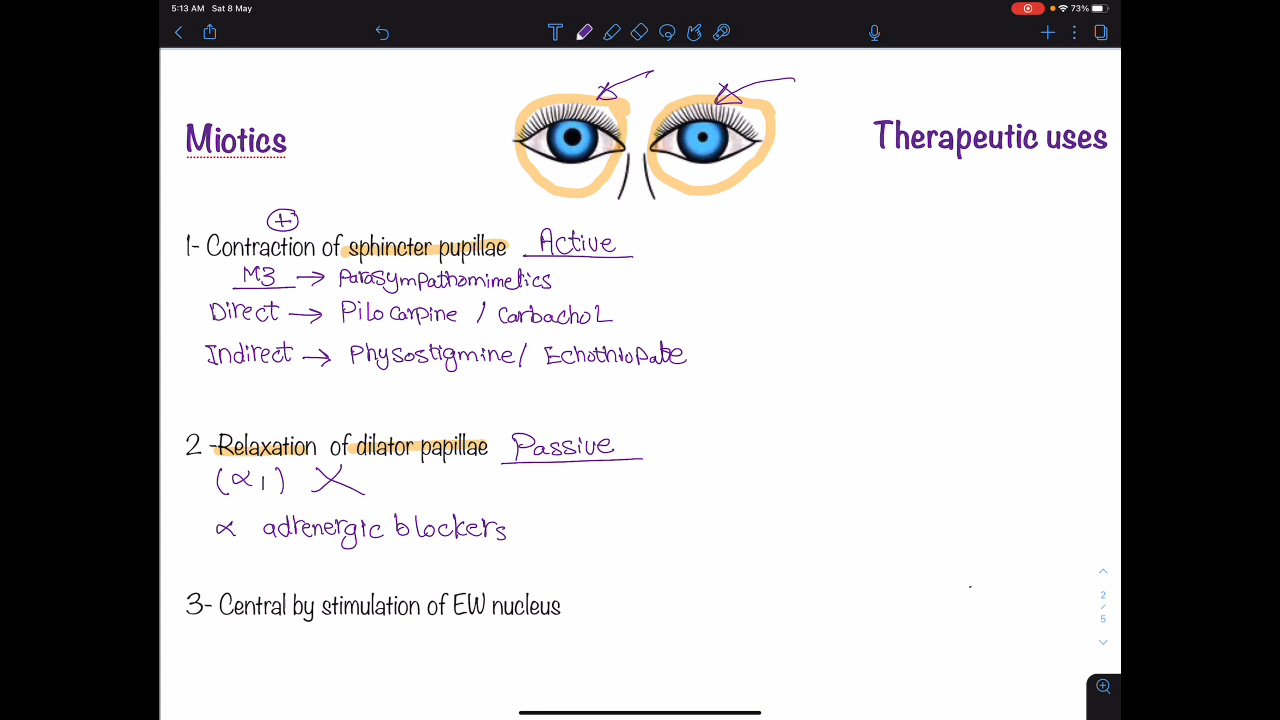 5:13 AM Sat 8 May
73%
Miotics
Therapeutic uses
+
1- Contraction of sphincter pupillae Active
M3 → Parasympathomimetics
Direct → Pilocarpine / Carbachol
Indirect → Physostigmine/ Echothiopate
2 -Relaxation of dilator papillae Passive
(α1) X
α adrenergic blockers
3- Central by stimulation of EW nucleus
2
/
5